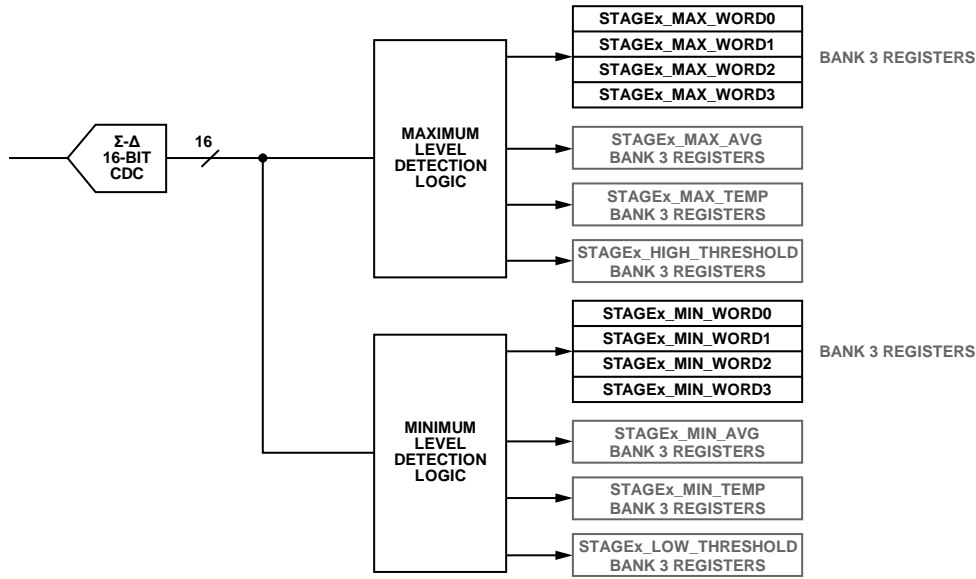 Σ-Δ
16-BIT
CDC
16
MAXIMUM
LEVEL
DETECTION
LOGIC
STAGEx_MAX_WORD0
STAGEx_MAX_WORD1
STAGEx_MAX_WORD2
STAGEx_MAX_WORD3
BANK 3 REGISTERS
STAGEx_MAX_AVG
BANK 3 REGISTERS
STAGEx_MAX_TEMP
BANK 3 REGISTERS
STAGEx_HIGH_THRESHOLD
BANK 3 REGISTERS
MINIMUM
LEVEL
DETECTION
LOGIC
STAGEx_MIN_WORD0
STAGEx_MIN_WORD1
STAGEx_MIN_WORD2
STAGEx_MIN_WORD3
BANK 3 REGISTERS
STAGEx_MIN_AVG
BANK 3 REGISTERS
STAGEx_MIN_TEMP
BANK 3 REGISTERS
STAGEx_LOW_THRESHOLD
BANK 3 REGISTERS